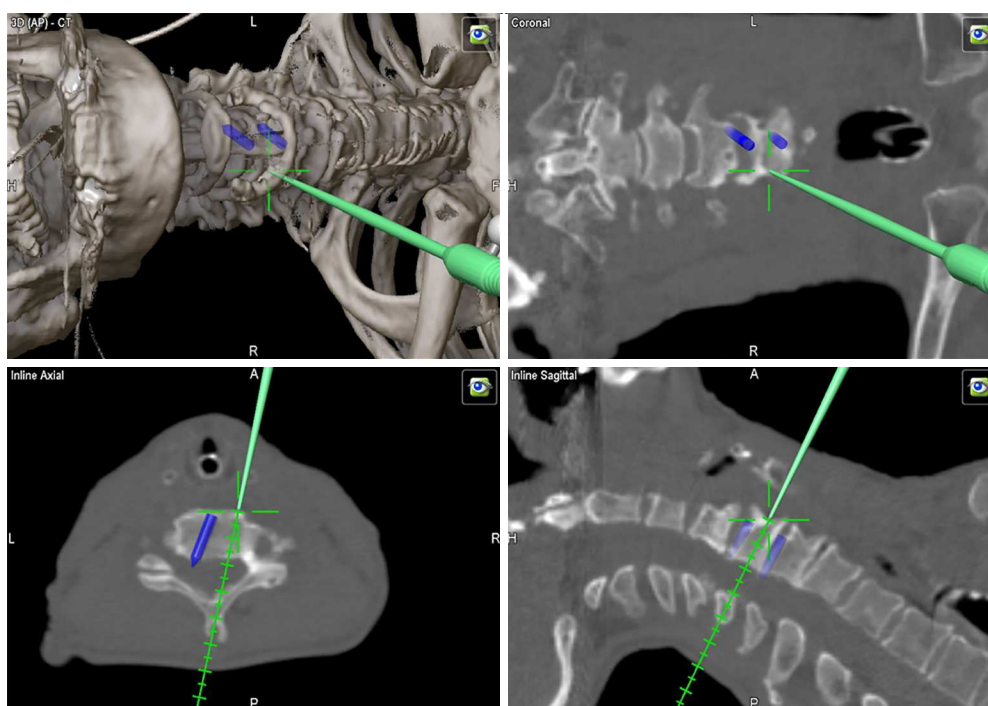 3D (AP) - CT
L
H
F
R
Coronal
L
H
R
Inline Axial
A
L
R
P
Inline Sagittal
A
H
P